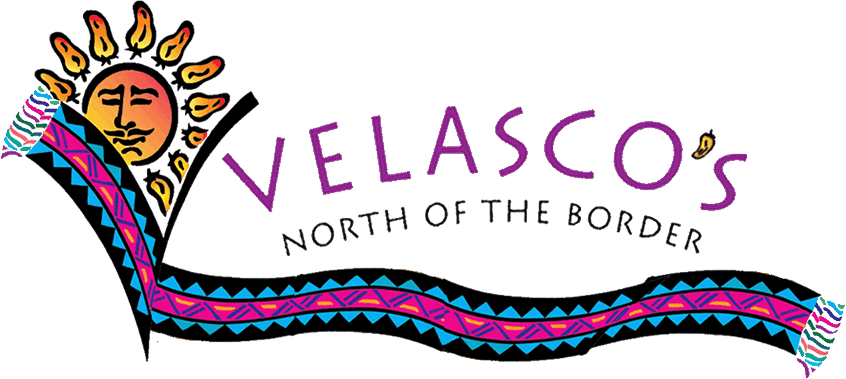 VELASCO'S
NORTH OF THE BORDER